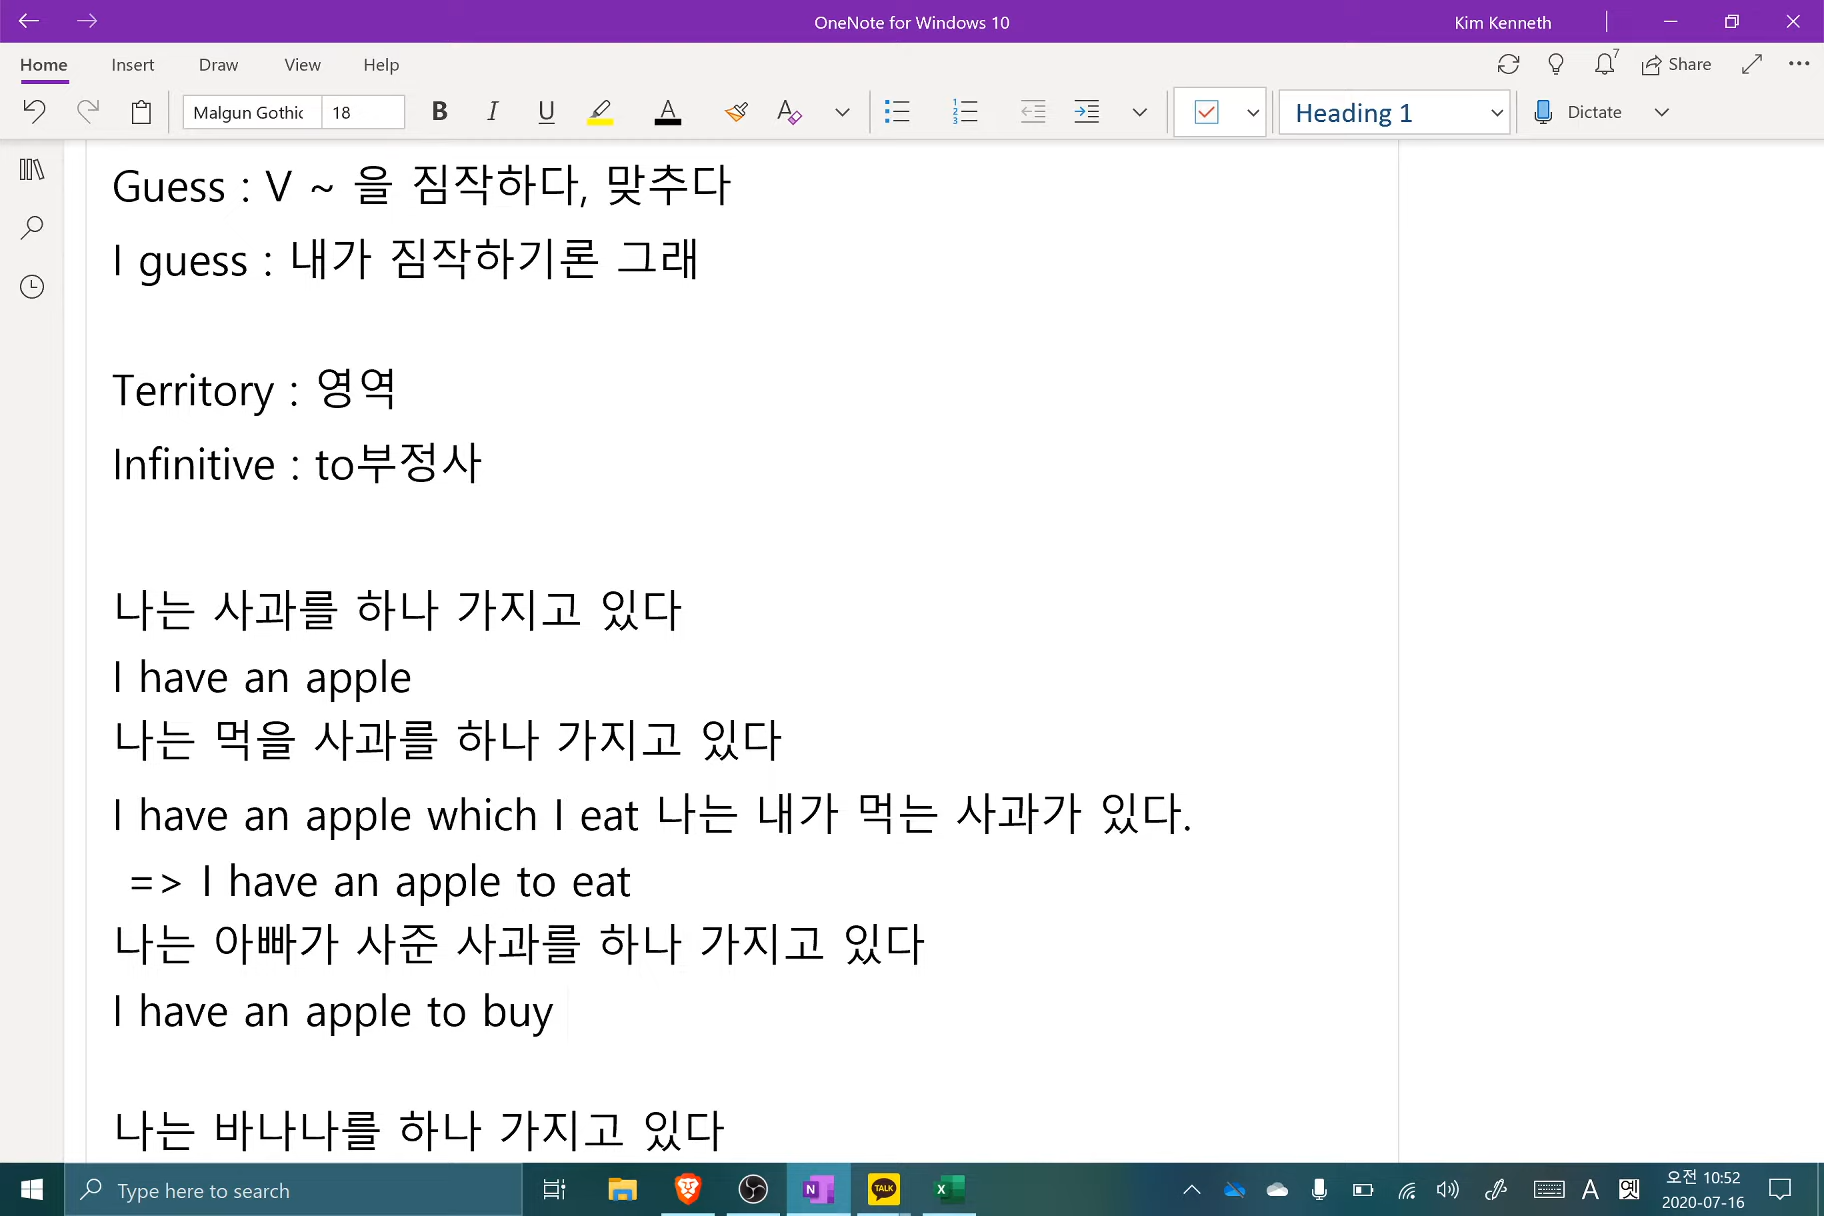 OneNote for Windows 10
Kim Kenneth
Home Insert Draw View Help
7 Share
Malgun Gothic 18 B I U A A Heading 1 Dictate
Guess : V ~ 을 짐작하다, 맞추다
I guess : 내가 짐작하기론 그래
Territory : 영역
Infinitive : to부정사
나는 사과를 하나 가지고 있다
I have an apple
나는 먹을 사과를 하나 가지고 있다
I have an apple which I eat 나는 내가 먹는 사과가 있다.
=> I have an apple to eat
나는 아빠가 사준 사과를 하나 가지고 있다
I have an apple to buy
나는 바나나를 하나 가지고 있다
Type here to search
N
TALK
X
A
오전 10:52
2020-07-16